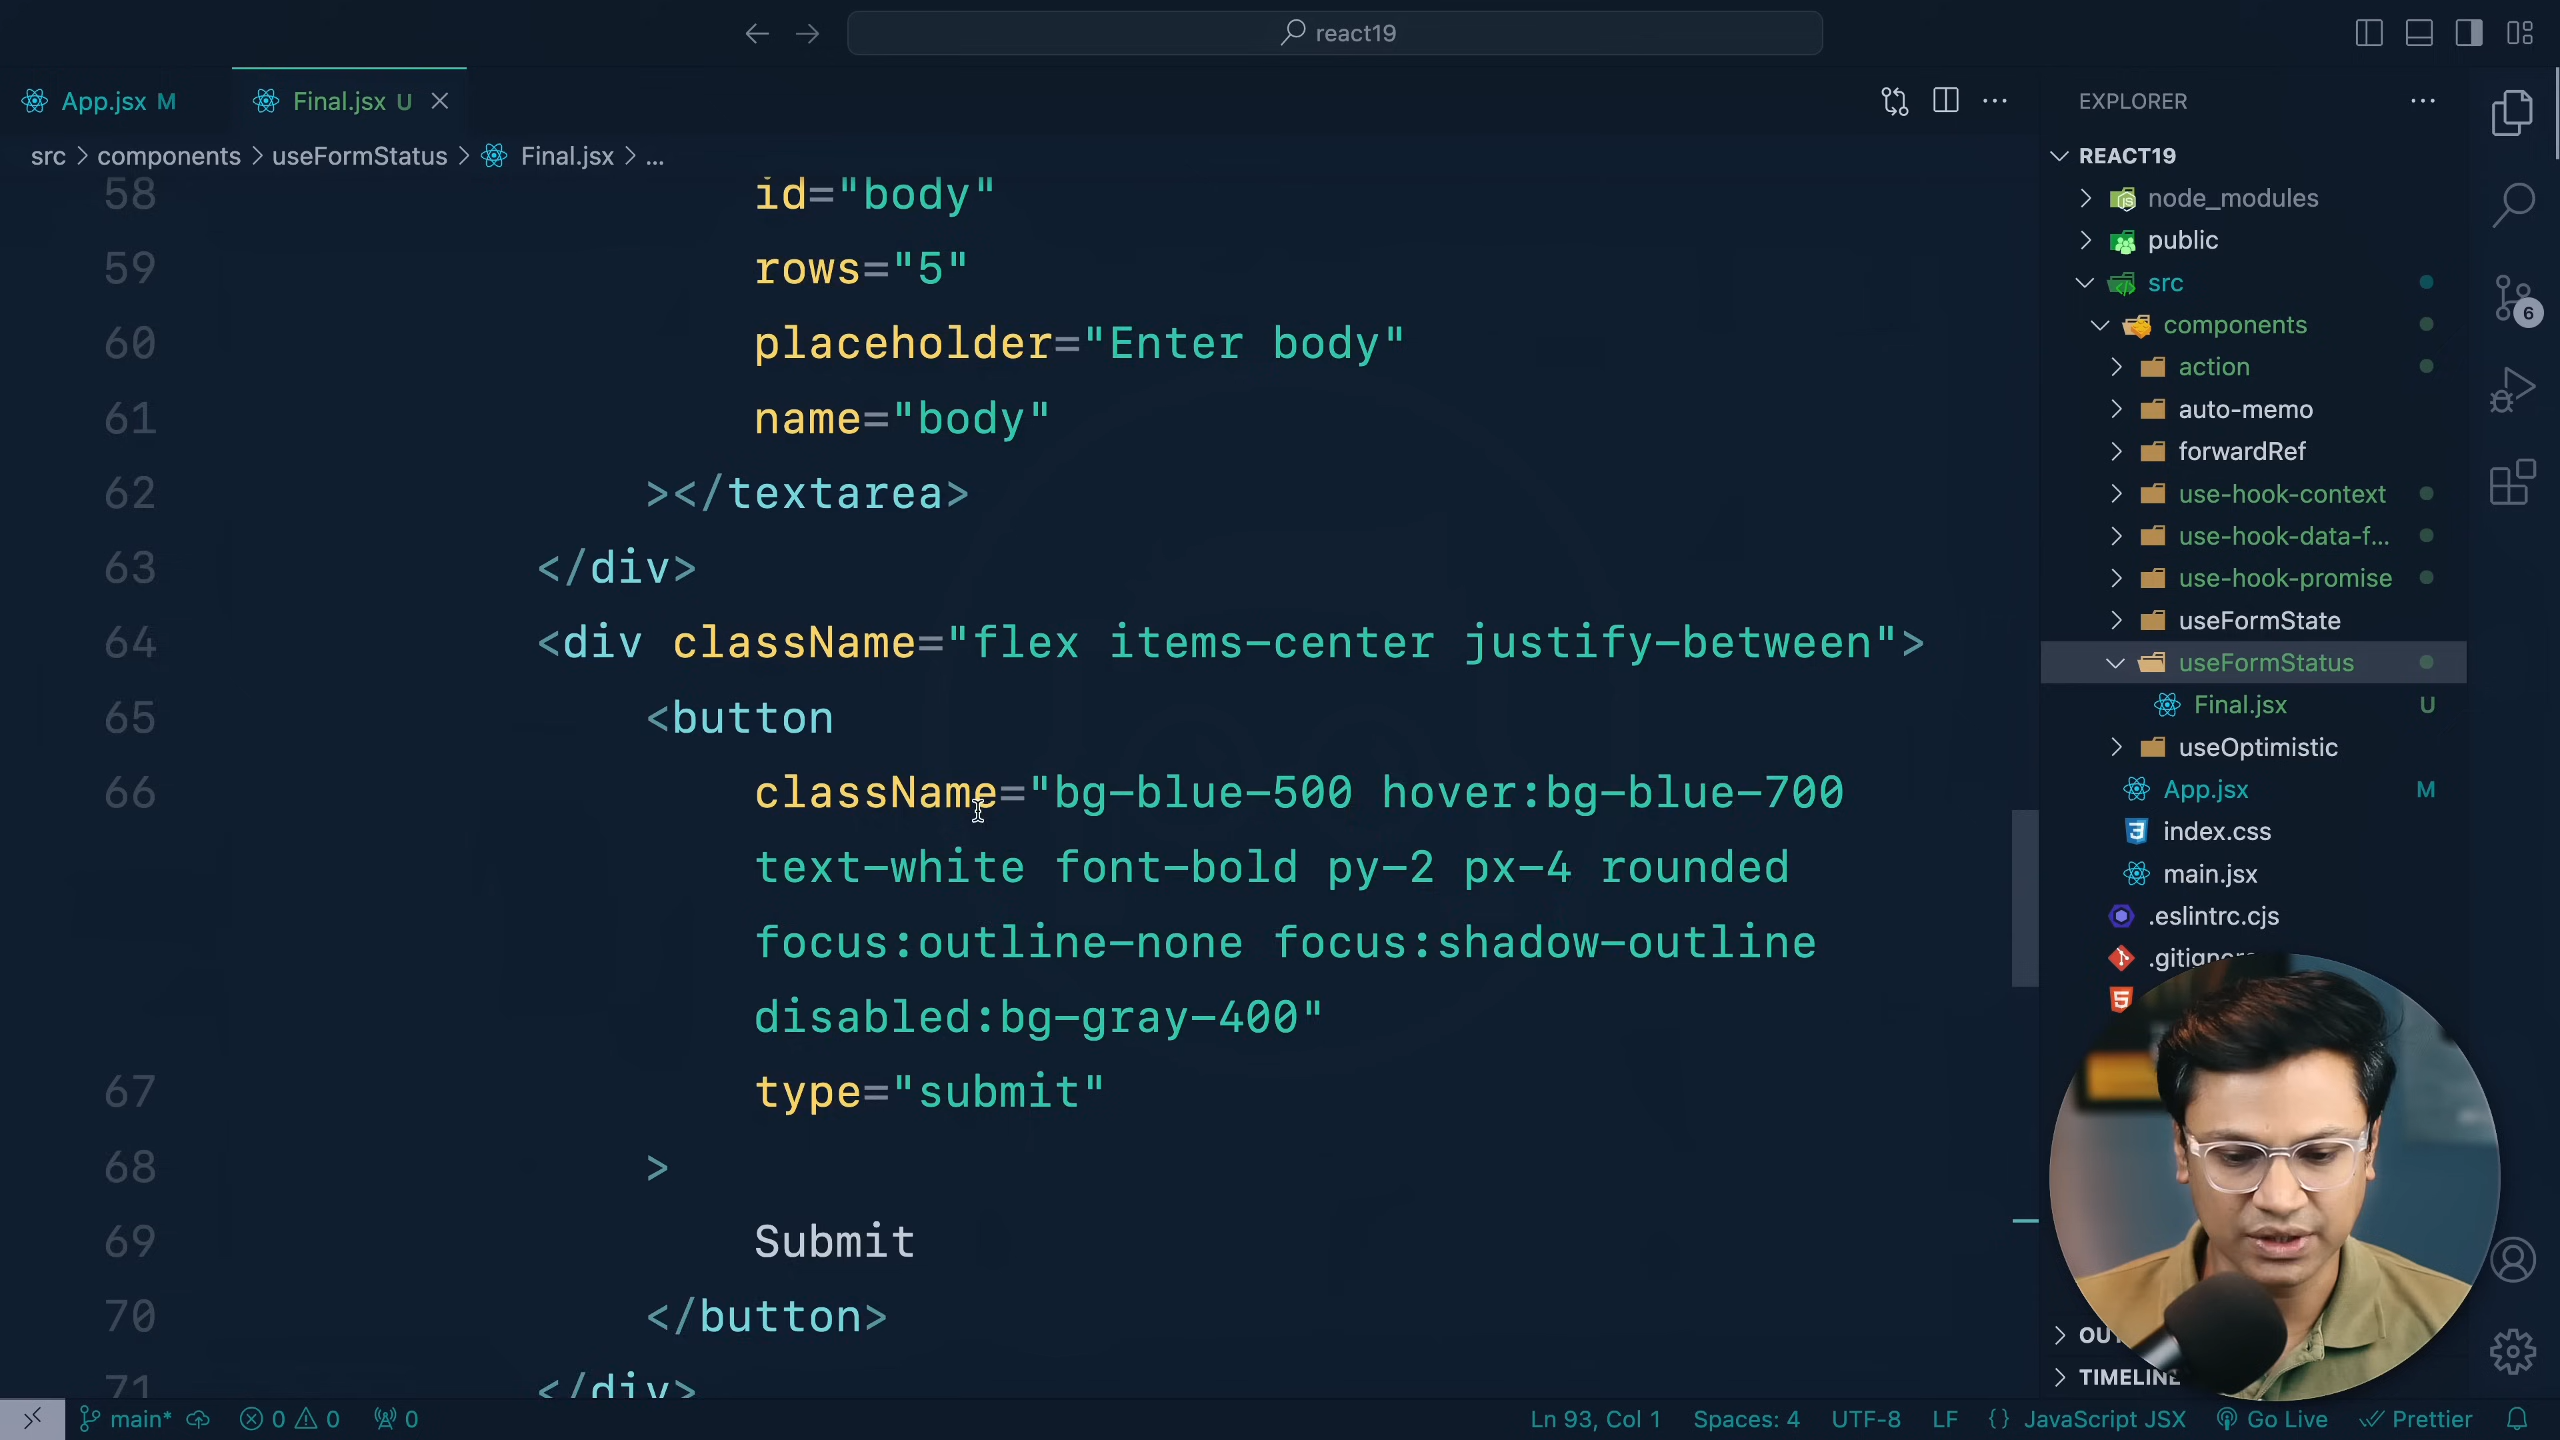 react19
App.jsx M
Final.jsx U
src > components > useFormStatus > Final.jsx > ...
58 id="body"
59 rows="5"
60 placeholder="Enter body"
61 name="body"
62 ></textarea>
63 </div>
64 <div className="flex items-center justify-between">
65 <button
66 className="bg-blue-500 hover:bg-blue-700
text-white font-bold py-2 px-4 rounded
focus:outline-none focus:shadow-outline
disabled:bg-gray-400"
67 type="submit"
68 >
69 Submit
70 </button>
71 </div>
EXPLORER
REACT19
node_modules
public
src
components
action
auto-memo
forwardRef
use-hook-context
use-hook-data-f...
use-hook-promise
useFormState
useFormStatus
Final.jsx U
useOptimistic
App.jsx M
index.css
main.jsx
.eslintrc.cjs
TIMELINE
6
main* 0 0 0
Ln 93, Col 1 Spaces: 4 UTF-8 LF {} JavaScript JSX Go Live Prettier